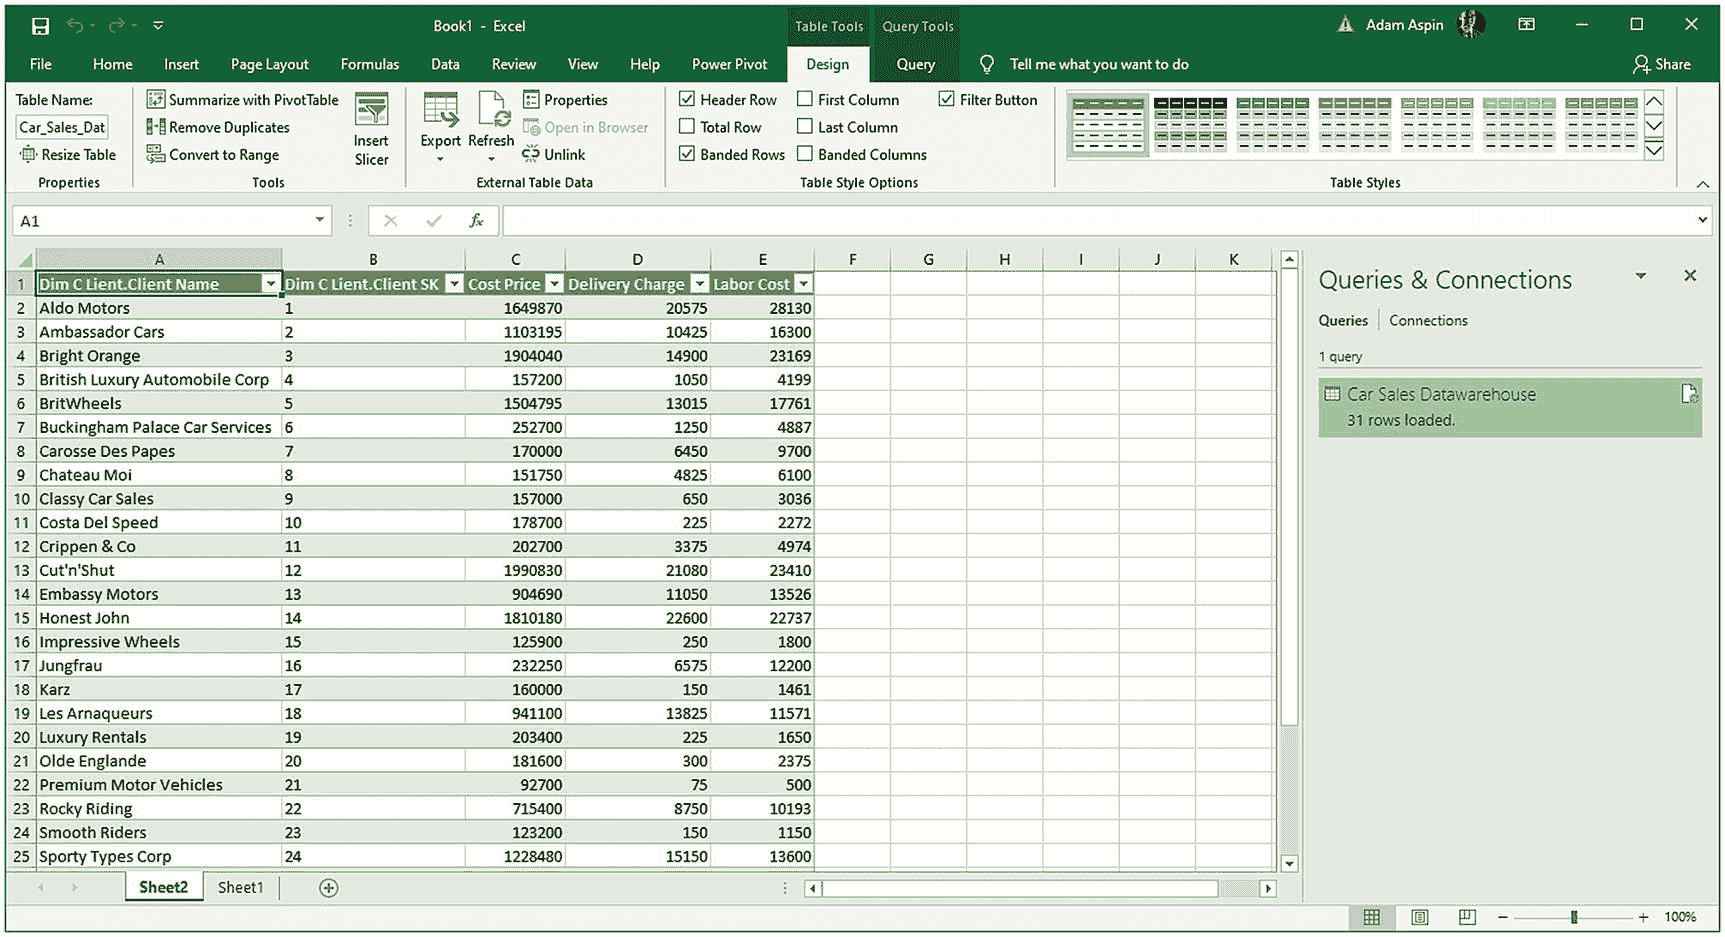 Book1 - Excel
Table Tools
Query Tools
Adam Aspin
File
Home
Insert
Page Layout
Formulas
Data
Review
View
Help
Power Pivot
Design
Query
Tell me what you want to do
Share
Table Name:
Car_Sales_Dat
Resize Table
Properties
Summarize with PivotTable
Remove Duplicates
Convert to Range
Tools
Insert
Slicer
Export
Refresh
Properties
Open in Browser
Unlink
External Table Data
Header Row
Total Row
Banded Rows
First Column
Last Column
Banded Columns
Filter Button
Table Style Options
Table Styles
A1
fx
A B C D E F G H I J K
1 Dim C Lient.Client Name Dim C Lient.Client SK Cost Price Delivery Charge Labor Cost
2 Aldo Motors 1 1649870 20575 28130
3 Ambassador Cars 2 1103195 10425 16300
4 Bright Orange 3 1904040 14900 23169
5 British Luxury Automobile Corp 4 157200 1050 4199
6 BritWheels 5 1504795 13015 17761
7 Buckingham Palace Car Services 6 252700 1250 4887
8 Carosse Des Papes 7 170000 6450 9700
9 Chateau Moi 8 151750 4825 6100
10 Classy Car Sales 9 157000 650 3036
11 Costa Del Speed 10 178700 225 2272
12 Crippen & Co 11 202700 3375 4974
13 Cut'n'Shut 12 1990830 21080 23410
14 Embassy Motors 13 904690 11050 13526
15 Honest John 14 1810180 22600 22737
16 Impressive Wheels 15 125900 250 1800
17 Jungfrau 16 232250 6575 12200
18 Karz 17 160000 150 1461
19 Les Arnaqueurs 18 941100 13825 11571
20 Luxury Rentals 19 203400 225 1650
21 Olde Englande 20 181600 300 2375
22 Premium Motor Vehicles 21 92700 75 500
23 Rocky Riding 22 715400 8750 10193
24 Smooth Riders 23 123200 150 1150
25 Sporty Types Corp 24 1228480 15150 13600
Queries & Connections
Queries
Connections
1 query
Car Sales Datawarehouse
31 rows loaded.
Sheet2
Sheet1
100%